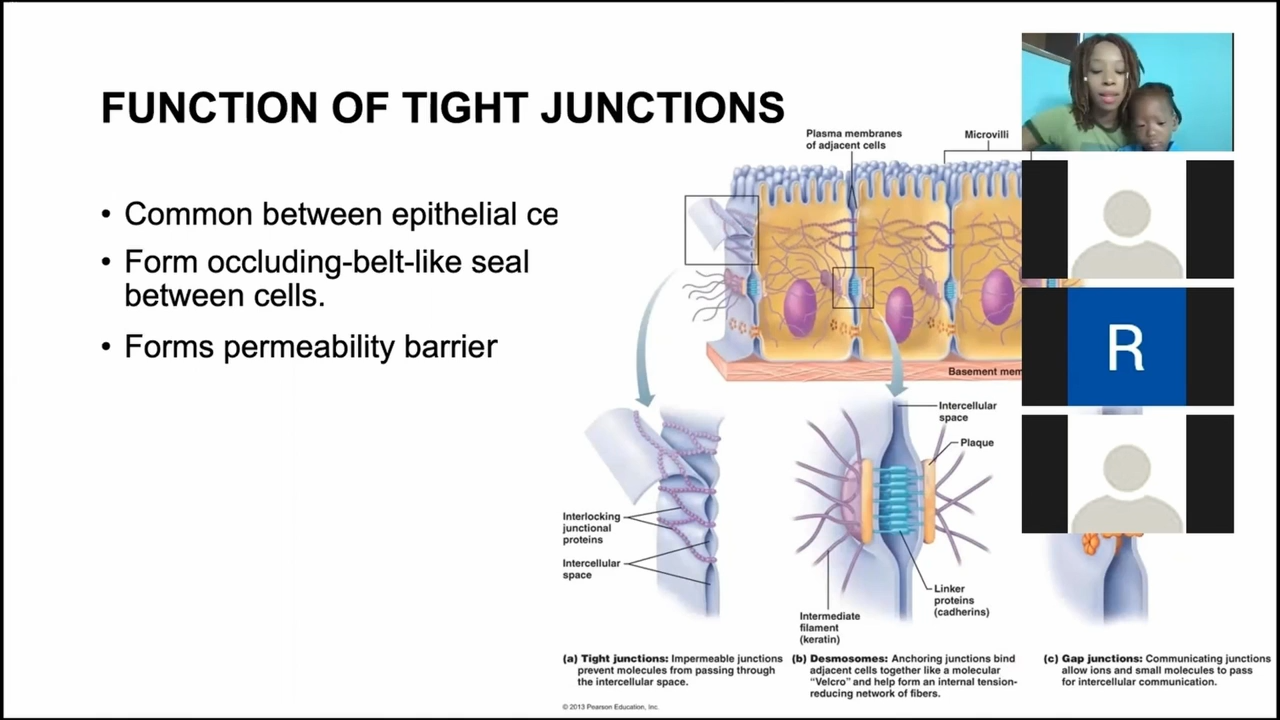 FUNCTION OF TIGHT JUNCTIONS
• Common between epithelial ce
• Form occluding-belt-like seal
between cells.
• Forms permeability barrier
Plasma membranes
of adjacent cells
Microvilli
Basement mem
Intercellular
space
Plaque
Interlocking
junctional
proteins
Intercellular
space
Linker
proteins
(cadherins)
Intermediate
filament
(keratin)
(a) Tight junctions: Impermeable junctions
prevent molecules from passing through
the intercellular space.
(b) Desmosomes: Anchoring junctions bind
adjacent cells together like a molecular
“Velcro” and help form an internal tension-
reducing network of fibers.
(c) Gap junctions: Communicating junctions
allow ions and small molecules to pass
for intercellular communication.
© 2013 Pearson Education, Inc.
R